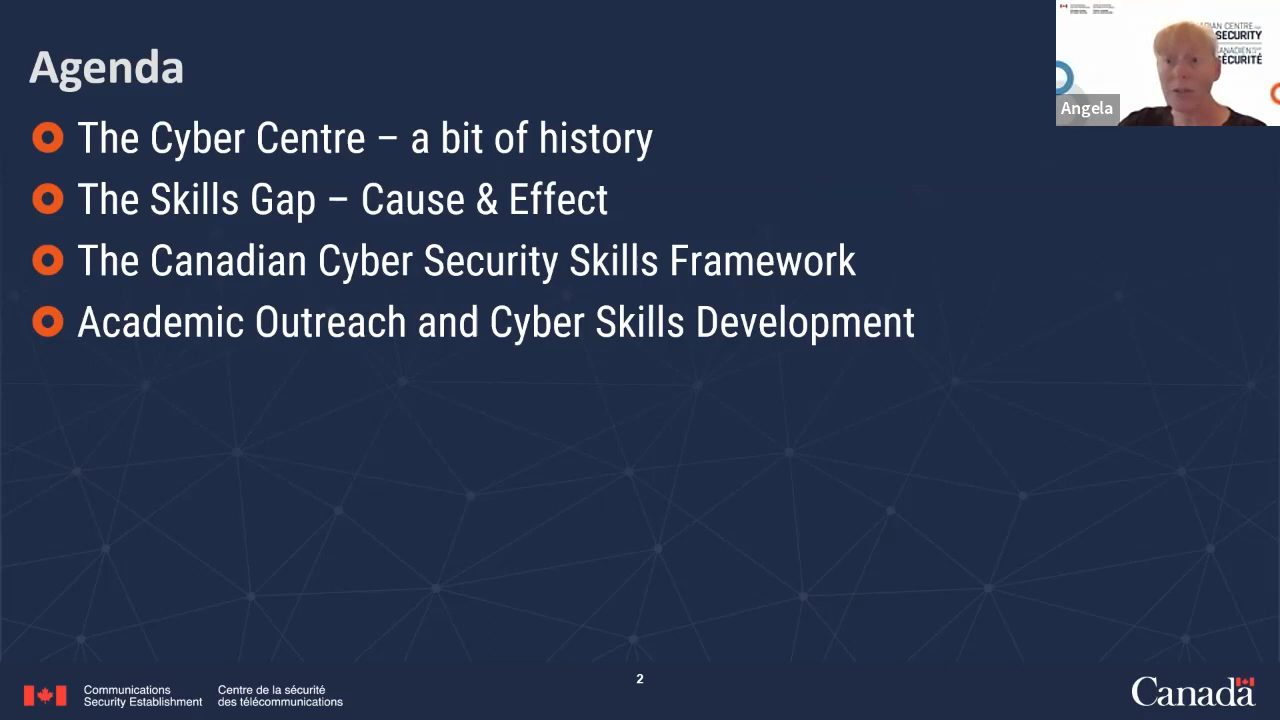 Agenda
The Cyber Centre – a bit of history
The Skills Gap – Cause & Effect
The Canadian Cyber Security Skills Framework
Academic Outreach and Cyber Skills Development
SECURITY
SÉCURITÉ
Angela
2
Communications
Security Establishment
Centre de la sécurité
des télécommunications
Canada